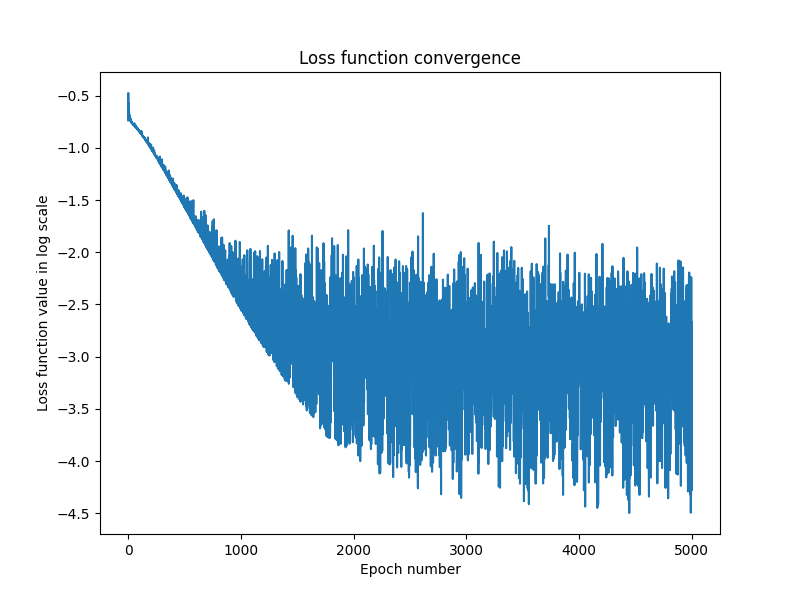 Loss function convergence
Loss function value in log scale
−0.5
−1.0
−1.5
−2.0
−2.5
−3.0
−3.5
−4.0
−4.5
0 1000 2000 3000 4000 5000
Epoch number